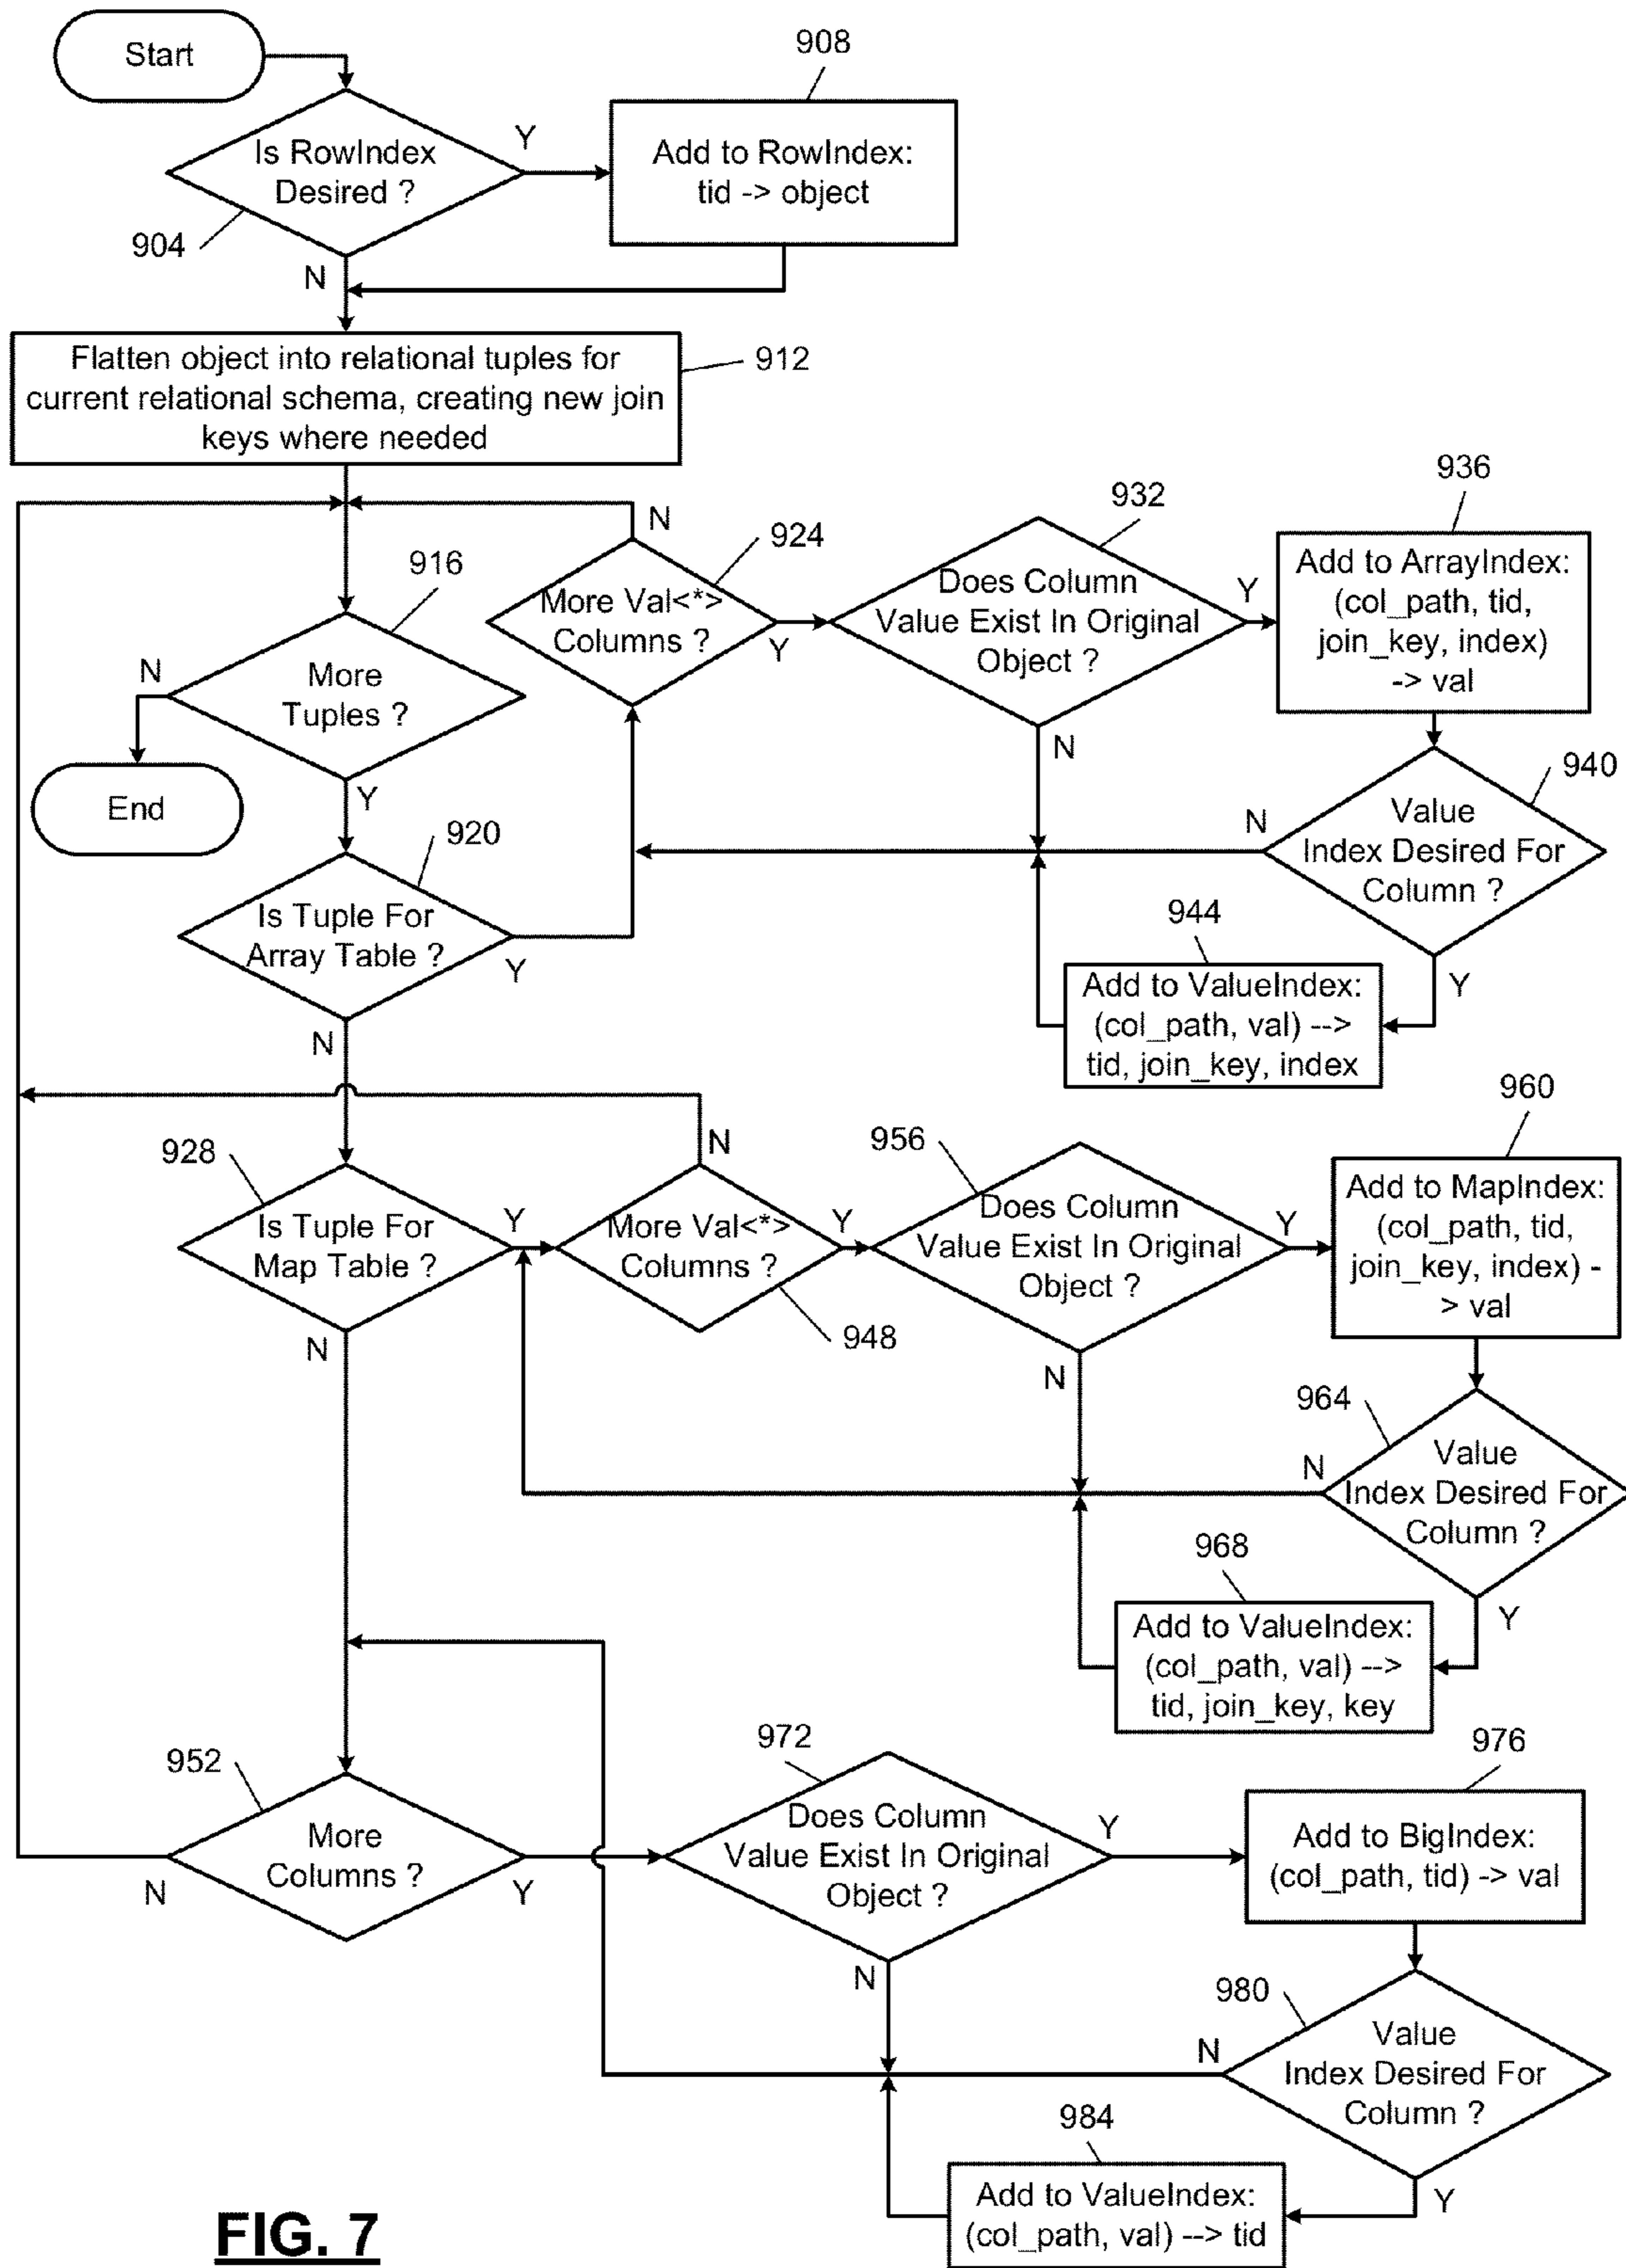 Start
908
Is RowIndex
Desired ?
Y
Add to RowIndex:
tid -> object
904
N
Flatten object into relational tuples for
current relational schema, creating new join
keys where needed
912
916
More
Tuples ?
N
End
Y
920
Is Tuple For
Array Table ?
Y
N
N
924
More Val<*>
Columns ?
Y
932
Does Column
Value Exist In Original
Object ?
Y
N
936
Add to ArrayIndex:
(col_path, tid,
join_key, index)
-> val
940
Value
Index Desired For
Column ?
N
Y
944
Add to ValueIndex:
(col_path, val) -->
tid, join_key, index
928
Is Tuple For
Map Table ?
Y
N
N
More Val<*>
Columns ?
Y
948
956
Does Column
Value Exist In Original
Object ?
Y
N
960
Add to MapIndex:
(col_path, tid,
join_key, index) -
> val
964
Value
Index Desired For
Column ?
N
Y
968
Add to ValueIndex:
(col_path, val) -->
tid, join_key, key
952
More
Columns ?
N
Y
972
Does Column
Value Exist In Original
Object ?
Y
N
976
Add to BigIndex:
(col_path, tid) -> val
980
Value
Index Desired For
Column ?
N
Y
984
Add to ValueIndex:
(col_path, val) --> tid
FIG. 7